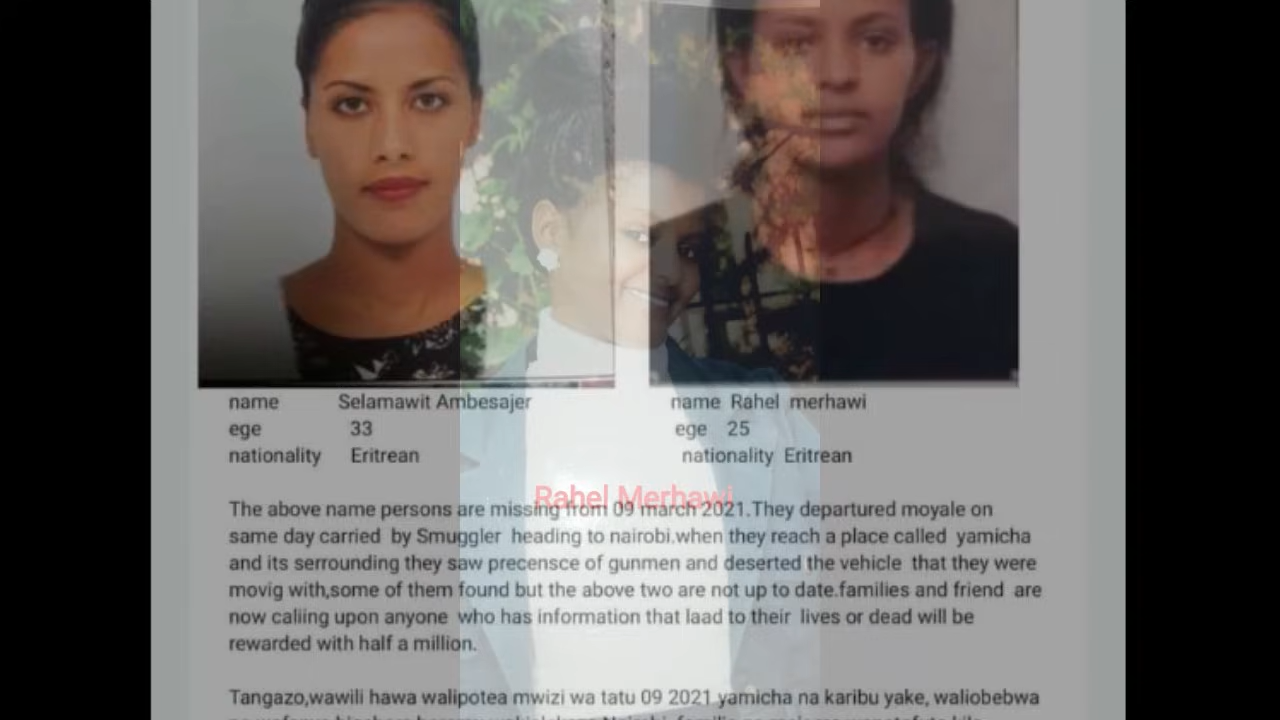 name Selamawit Ambesajer
ege 33
nationality Eritrean
name Rahel merhawi
ege 25
nationality Eritrean
Rahel Merhawi
The above name persons are missing from 09 march 2021.They departured moyale on
same day carried by Smuggler heading to nairobi.when they reach a place called yamicha
and its serrounding they saw precensce of gunmen and deserted the vehicle that they were
movig with,some of them found but the above two are not up to date.families and friend are
now caliing upon anyone who has information that laad to their lives or dead will be
rewarded with half a million.
Tangazo,wawili hawa walipotea mwizi wa tatu 09 2021 yamicha na karibu yake, waliobebwa